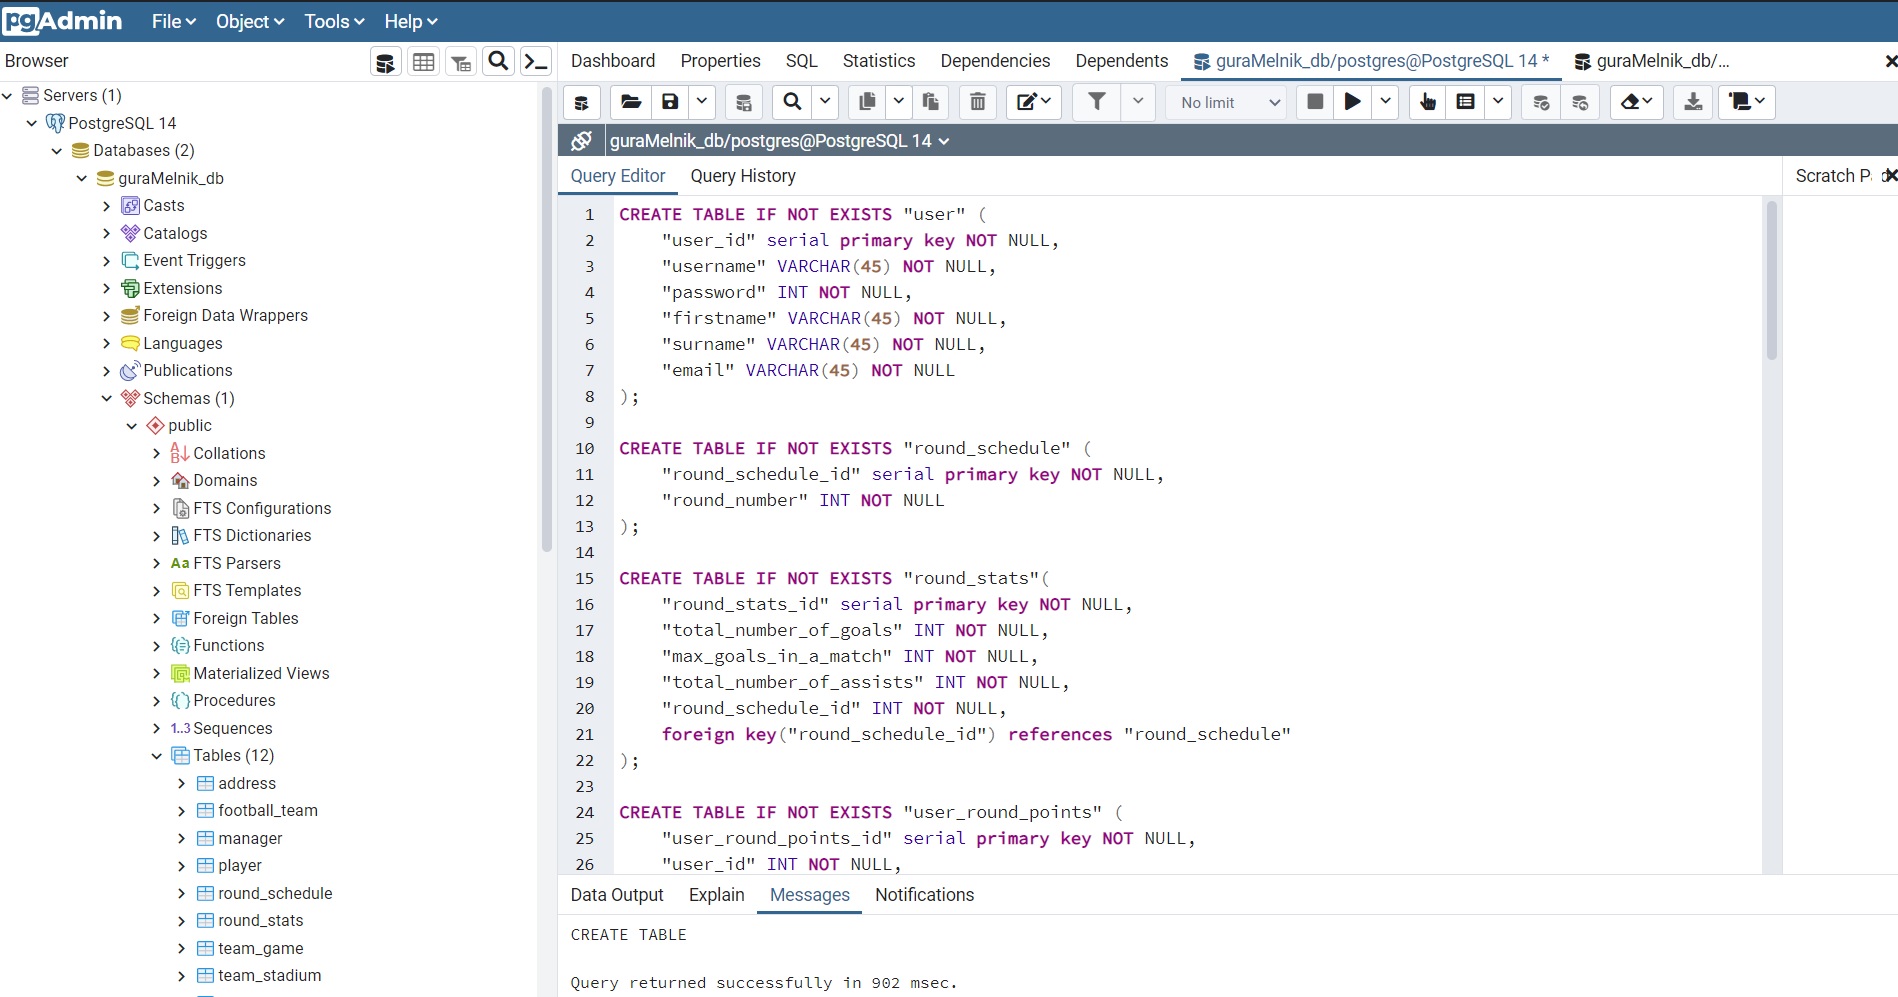 pgAdmin File Object Tools Help
Browser
Dashboard Properties SQL Statistics Dependencies Dependents guraMelnik_db/postgres@PostgreSQL 14 * guraMelnik_db/...
No limit
guraMelnik_db/postgres@PostgreSQL 14
Query Editor Query History
Scratch P
Servers (1)
PostgreSQL 14
Databases (2)
guraMelnik_db
Casts
Catalogs
Event Triggers
Extensions
Foreign Data Wrappers
Languages
Publications
Schemas (1)
public
Collations
Domains
FTS Configurations
FTS Dictionaries
Aa FTS Parsers
FTS Templates
Foreign Tables
Functions
Materialized Views
Procedures
1..3 Sequences
Tables (12)
address
football_team
manager
player
round_schedule
round_stats
team_game
team_stadium
1 CREATE TABLE IF NOT EXISTS "user" (
2 "user_id" serial primary key NOT NULL,
3 "username" VARCHAR(45) NOT NULL,
4 "password" INT NOT NULL,
5 "firstname" VARCHAR(45) NOT NULL,
6 "surname" VARCHAR(45) NOT NULL,
7 "email" VARCHAR(45) NOT NULL
8 );
9
10 CREATE TABLE IF NOT EXISTS "round_schedule" (
11 "round_schedule_id" serial primary key NOT NULL,
12 "round_number" INT NOT NULL
13 );
14
15 CREATE TABLE IF NOT EXISTS "round_stats"(
16 "round_stats_id" serial primary key NOT NULL,
17 "total_number_of_goals" INT NOT NULL,
18 "max_goals_in_a_match" INT NOT NULL,
19 "total_number_of_assists" INT NOT NULL,
20 "round_schedule_id" INT NOT NULL,
21 foreign key("round_schedule_id") references "round_schedule"
22 );
23
24 CREATE TABLE IF NOT EXISTS "user_round_points" (
25 "user_round_points_id" serial primary key NOT NULL,
26 "user_id" INT NOT NULL,
Data Output Explain Messages Notifications
CREATE TABLE
Query returned successfully in 902 msec.